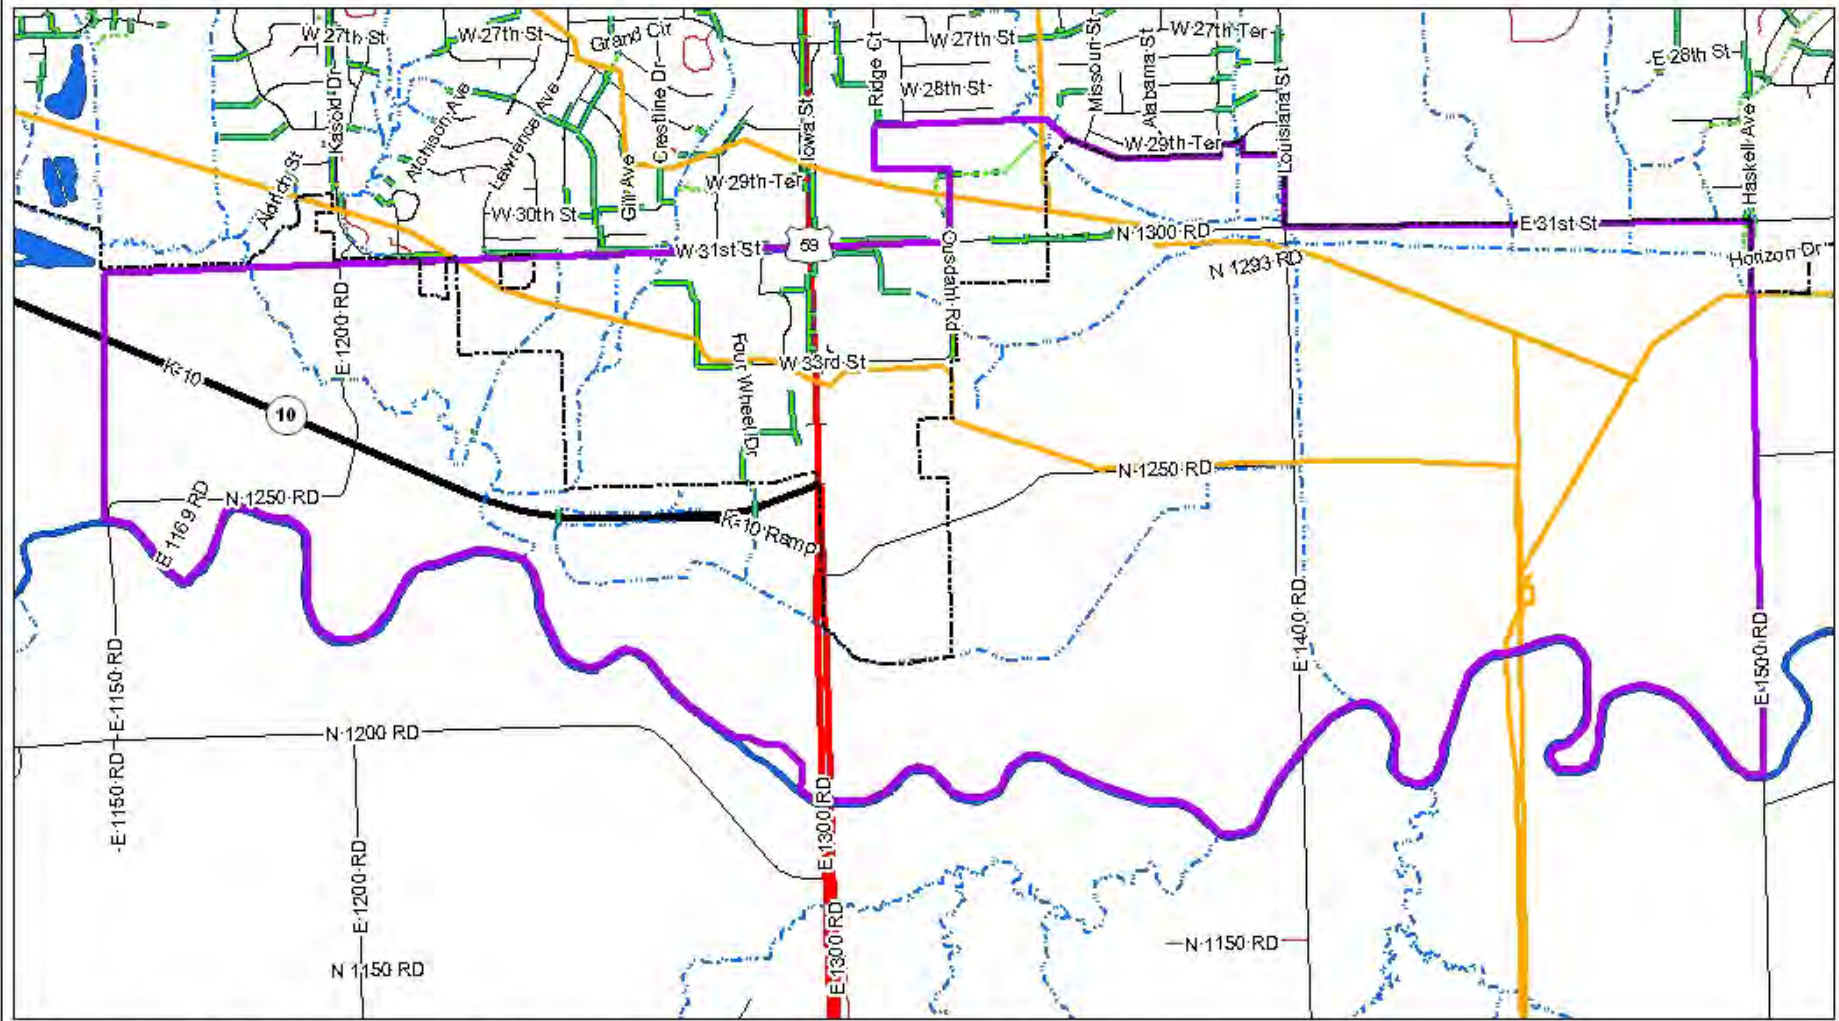 W 27th St
W 27th St
Grand Cir
W 27th St
W 27th Ter
E 28th St
Kasold Dr
Atchison Ave
Lawrence Ave
Crestline Dr
Iowa St
Ridge Ct
W 28th St
Missouri St
Alabama St
Louisiana St
Haskell Ave
W 29th Ter
Aldrich St
W 30th St
Gill Ave
W 29th Ter
W 31st St
59
Ousdahl Rd
N 1300 RD
E 31st St
N 1293 RD
Horizon Dr
E 1200 RD
K-10
10
Four Wheel Dr
W 33rd St
N 1250 RD
E 1169 RD
N 1250 RD
K-10 Ramp
E 1400 RD
E 1150 RD
E 1500 RD
N 1200 RD
E 1150 RD
E 1300 RD
E 1200 RD
E 1300 RD
N 1150 RD
N 1150 RD